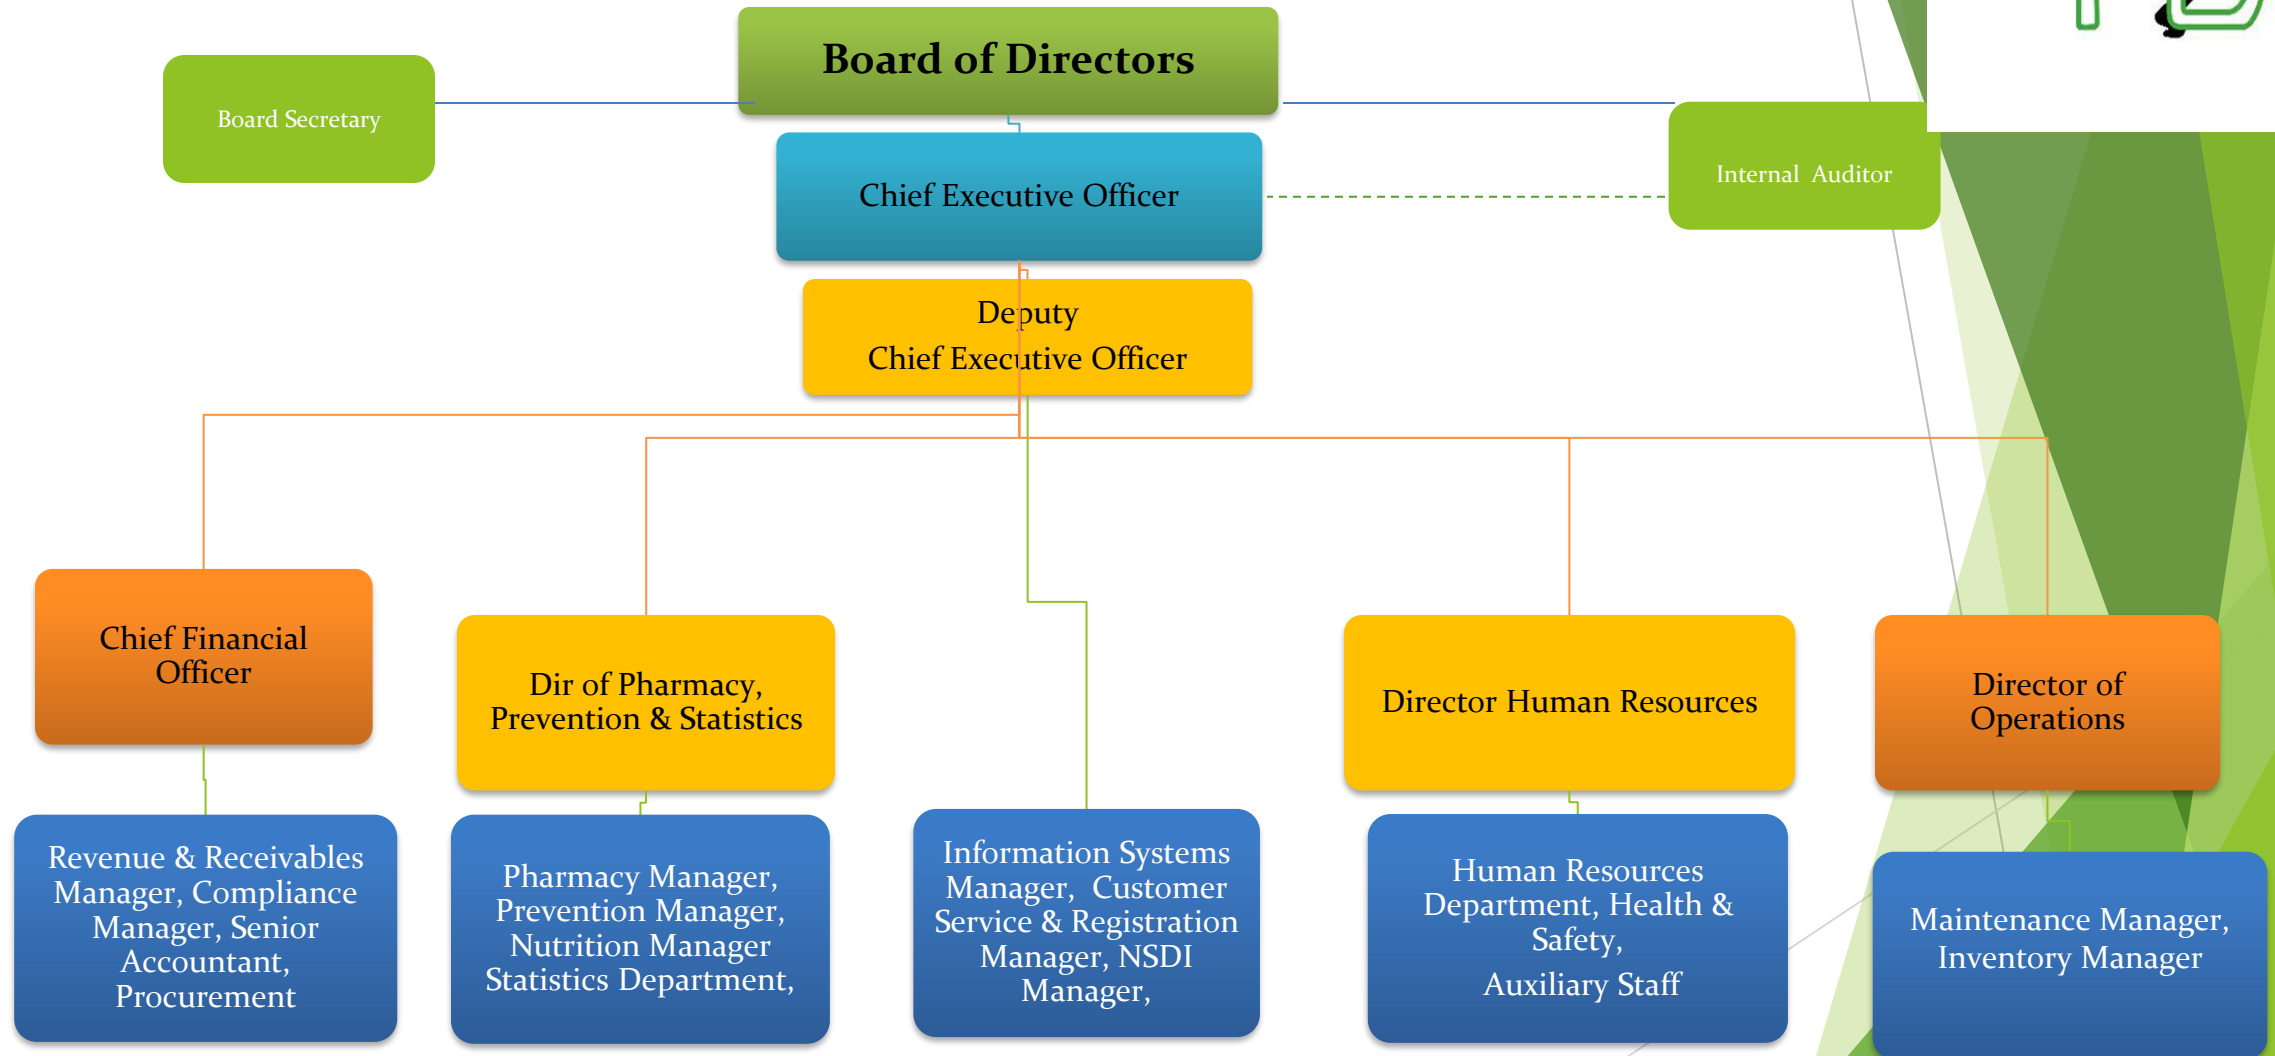 Board of Directors
Board Secretary
Internal Auditor
Chief Executive Officer
Deputy
Chief Executive Officer
Chief Financial
Officer
Dir of Pharmacy,
Prevention & Statistics
Director Human Resources
Director of
Operations
Revenue & Receivables
Manager, Compliance
Manager, Senior
Accountant,
Procurement
Pharmacy Manager,
Prevention Manager,
Nutrition Manager
Statistics Department,
Information Systems
Manager, Customer
Service & Registration
Manager, NSDI
Manager,
Human Resources
Department, Health &
Safety,
Auxiliary Staff
Maintenance Manager,
Inventory Manager